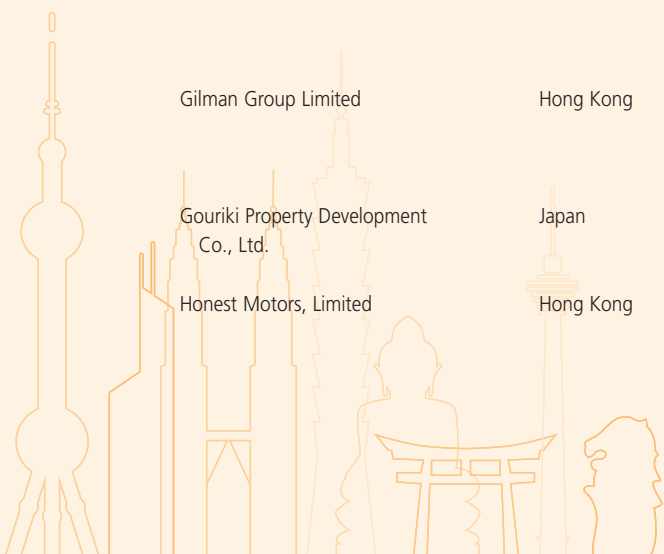 Gilman Group Limited Hong Kong
Gouriki Property Development Japan
Co., Ltd.
Honest Motors, Limited Hong Kong